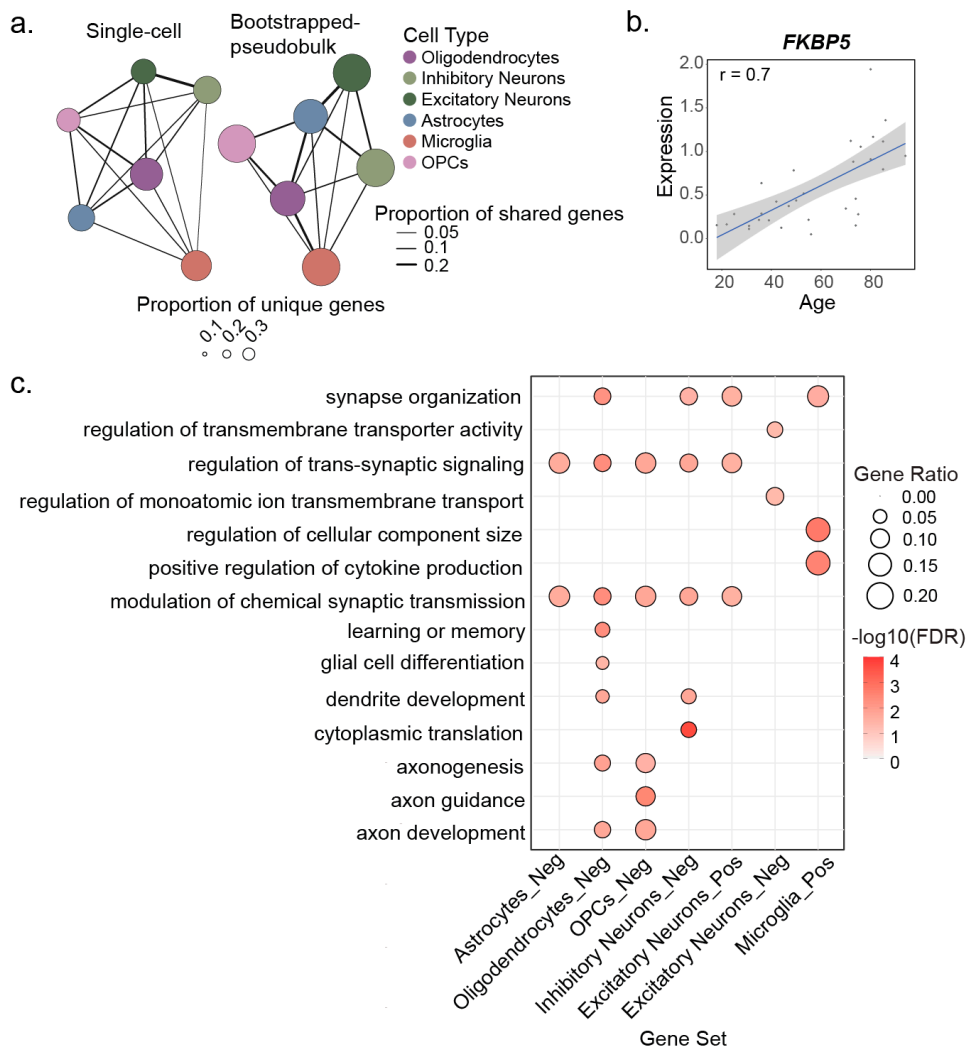 a.
Single-cell
Bootstrapped-
pseudobulk
Cell Type
Oligodendrocytes
Inhibitory Neurons
Excitatory Neurons
Astrocytes
Microglia
OPCs
Proportion of shared genes
0.05
0.1
0.2
Proportion of unique genes
0.1
0.2
0.3
b.
FKBP5
r = 0.7
Expression
2.0
1.5
1.0
0.5
0.0
20
40
60
80
Age
c.
synapse organization
regulation of transmembrane transporter activity
regulation of trans-synaptic signaling
regulation of monoatomic ion transmembrane transport
regulation of cellular component size
positive regulation of cytokine production
modulation of chemical synaptic transmission
learning or memory
glial cell differentiation
dendrite development
cytoplasmic translation
axonogenesis
axon guidance
axon development
Astrocytes_Neg
Oligodendrocytes_Neg
OPCs_Neg
Inhibitory Neurons_Neg
Excitatory Neurons_Pos
Excitatory Neurons_Neg
Microglia_Pos
Gene Set
Gene Ratio
0.00
0.05
0.10
0.15
0.20
-log10(FDR)
4
3
2
1
0